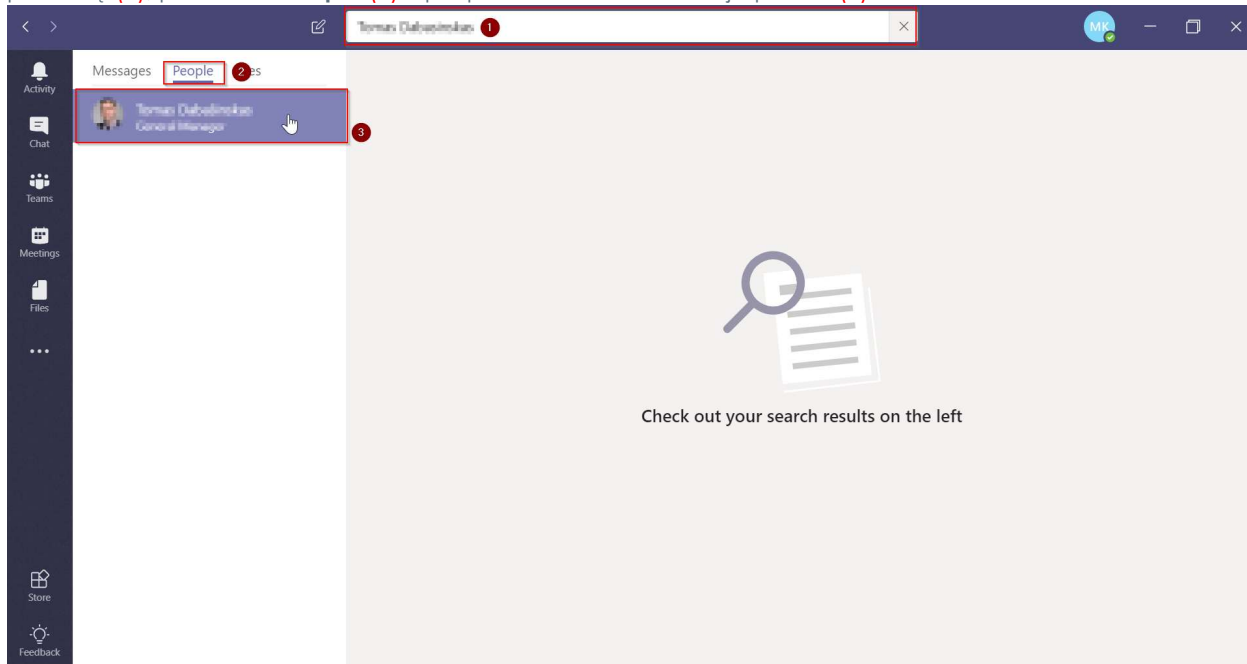 1
MK
Messages People 2 es
Activity
3
Chat
Teams
Meetings
Files
Check out your search results on the left
Store
Feedback